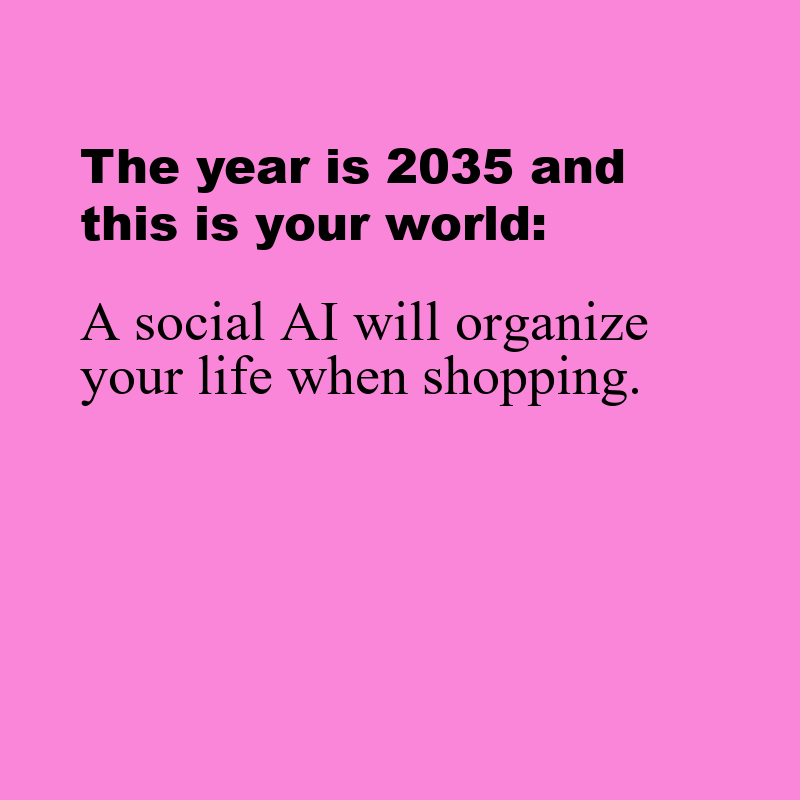 The year is 2035 and
this is your world:
A social AI will organize
your life when shopping.